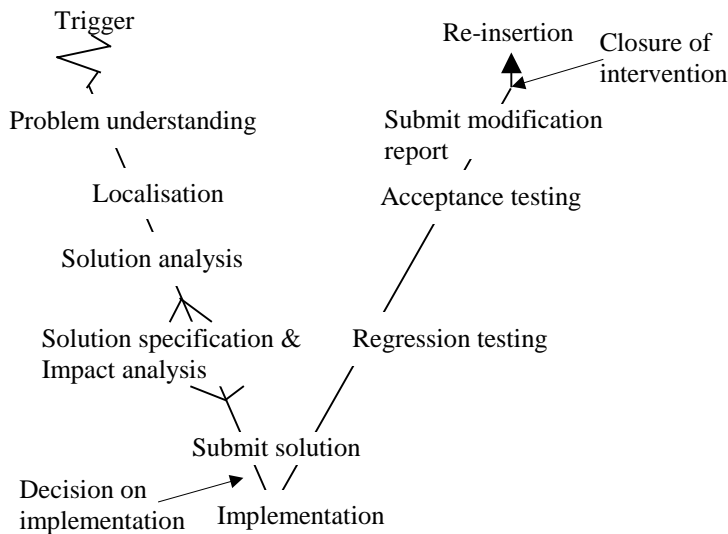 Trigger
Re-insertion
Closure of
intervention
Problem understanding
Submit modification
report
Localisation
Acceptance testing
Solution analysis
Solution specification &
Impact analysis
Regression testing
Submit solution
Decision on
implementation
Implementation